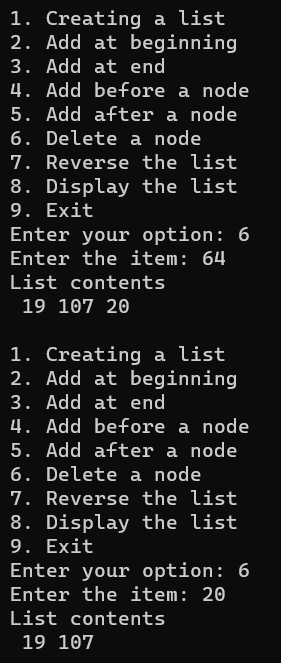 1. Creating a list
2. Add at beginning
3. Add at end
4. Add before a node
5. Add after a node
6. Delete a node
7. Reverse the list
8. Display the list
9. Exit
Enter your option: 6
Enter the item: 64
List contents
 19 107 20

1. Creating a list
2. Add at beginning
3. Add at end
4. Add before a node
5. Add after a node
6. Delete a node
7. Reverse the list
8. Display the list
9. Exit
Enter your option: 6
Enter the item: 20
List contents
 19 107